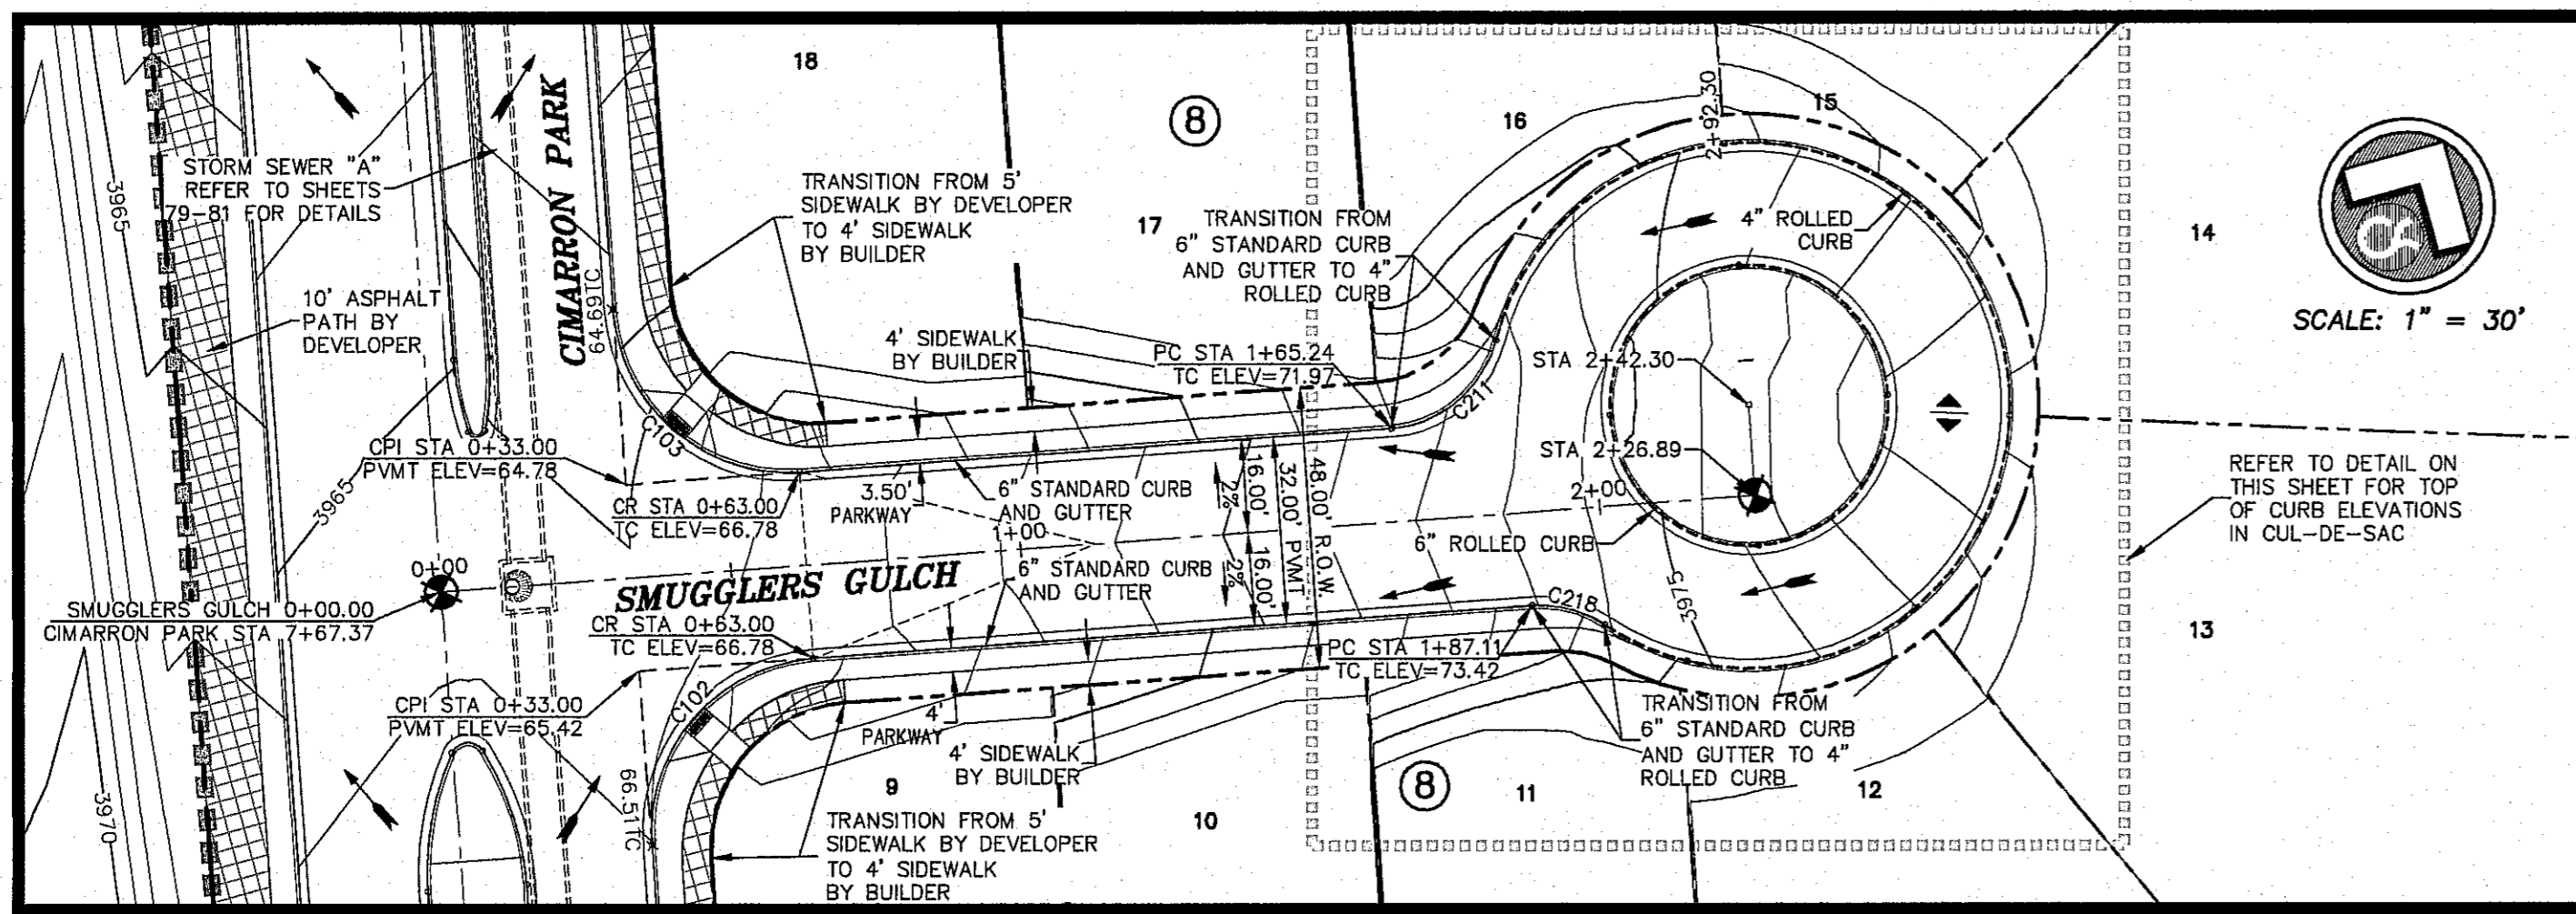 18
8
16
15
2+92.30
14
17
CIMARRON PARK
64.69TC
STORM SEWER "A"
REFER TO SHEETS
79-81 FOR DETAILS
3965
10' ASPHALT
PATH BY
DEVELOPER
TRANSITION FROM 5'
SIDEWALK BY DEVELOPER
TO 4' SIDEWALK
BY BUILDER
TRANSITION FROM
6" STANDARD CURB
AND GUTTER TO 4"
ROLLED CURB
4" ROLLED
CURB
SCALE: 1" = 30'
4' SIDEWALK
BY BUILDER
PC STA 1+65.24
TC ELEV=71.97
STA 2+42.30
C211
C103
CPI STA 0+33.00
PVMT ELEV=64.78
3965
CR STA 0+63.00
TC ELEV=66.78
3.50'
PARKWAY
6" STANDARD CURB
AND GUTTER
1+00
2%
16.00'
32.00' PVMT.
48.00' R.O.W.
2%
16.00'
STA 2+26.89
2+00
6" ROLLED CURB
REFER TO DETAIL ON
THIS SHEET FOR TOP
OF CURB ELEVATIONS
IN CUL-DE-SAC
0+00
SMUGGLERS GULCH
6" STANDARD CURB
AND GUTTER
SMUGGLERS GULCH 0+00.00
CIMARRON PARK STA 7+67.37
CR STA 0+63.00
TC ELEV=66.78
C218
3975
13
PC STA 1+87.11
TC ELEV=73.42
CPI STA 0+33.00
PVMT ELEV=65.42
C102
4'
PARKWAY
4' SIDEWALK
BY BUILDER
TRANSITION FROM
6" STANDARD CURB
AND GUTTER TO 4"
ROLLED CURB
66.51TC
3970
9
10
8
11
12
TRANSITION FROM 5'
SIDEWALK BY DEVELOPER
TO 4' SIDEWALK
BY BUILDER